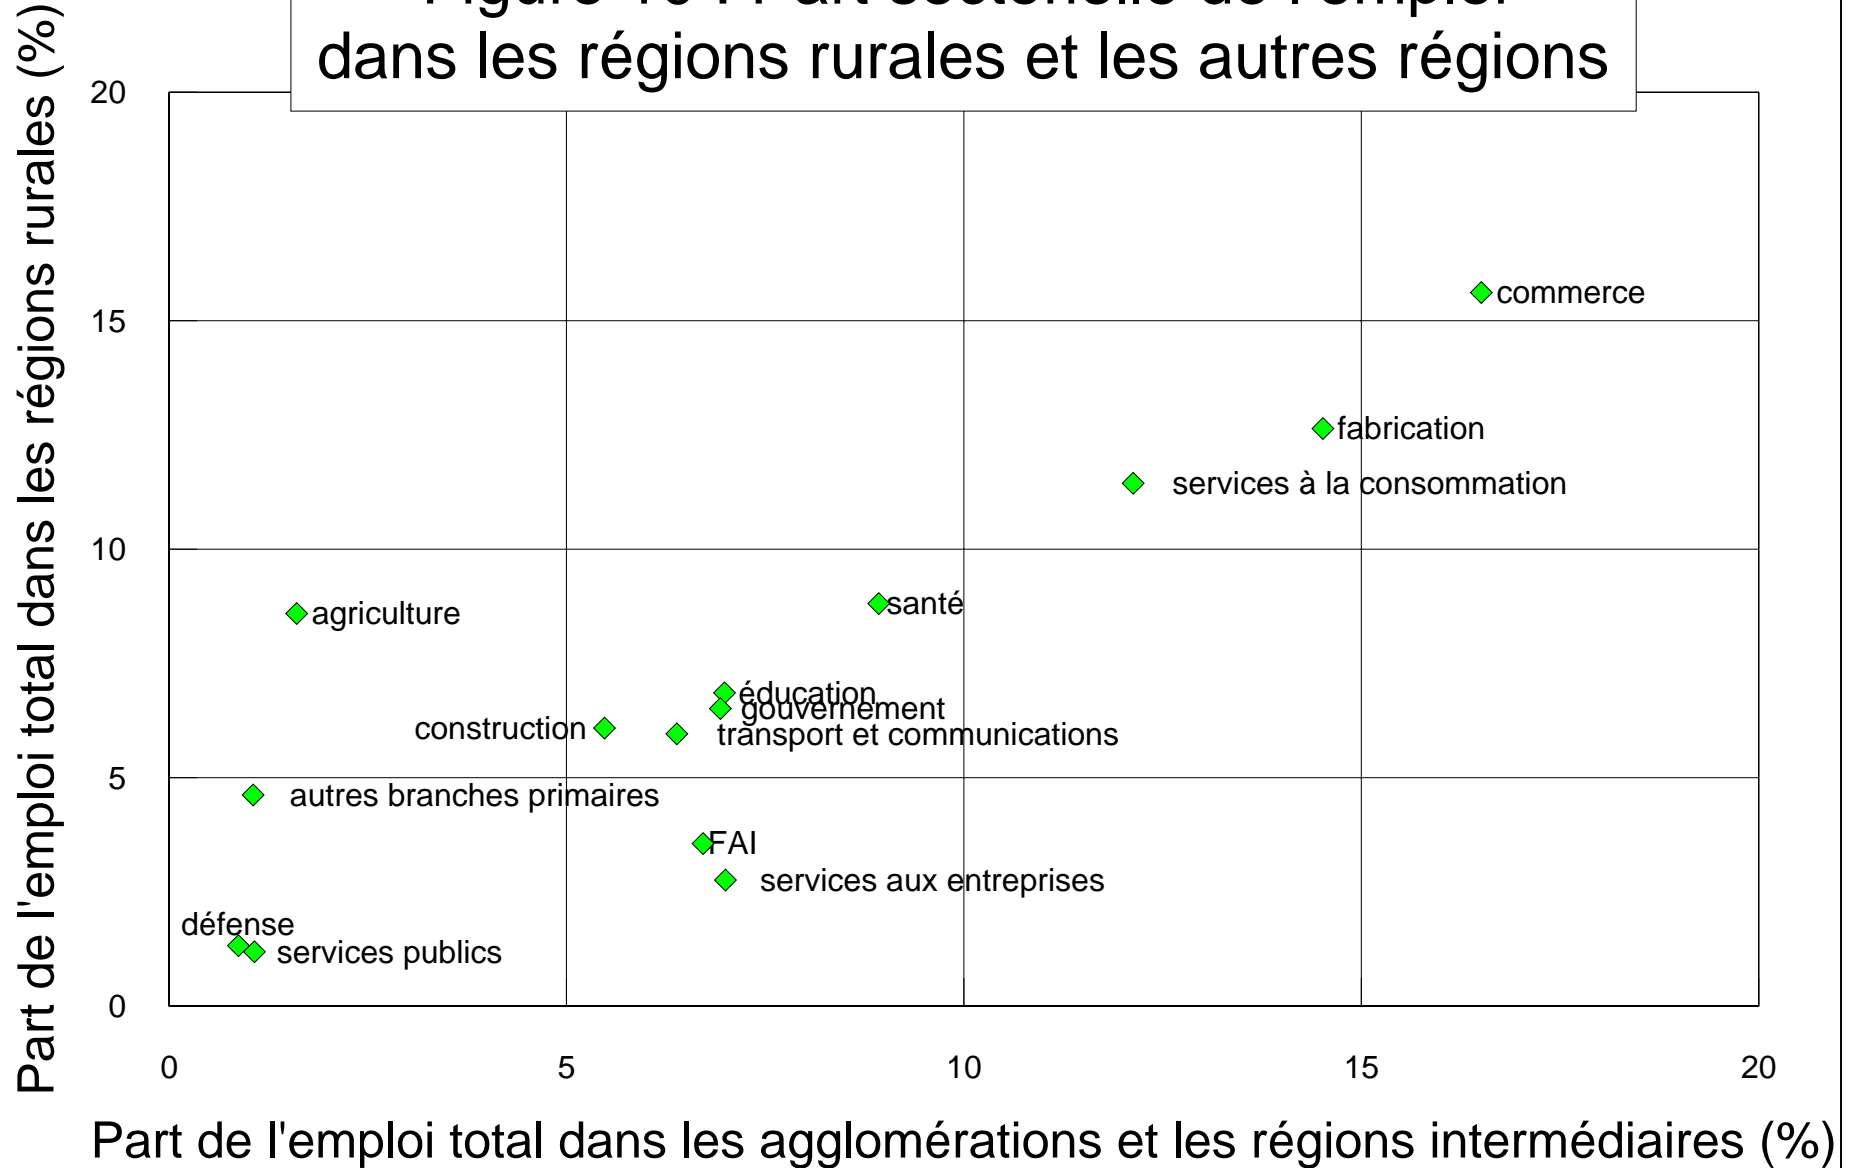 dans les régions rurales et les autres régions
Part de l'emploi total dans les régions rurales (%)
20
15
10
5
0
commerce
fabrication
services à la consommation
santé
agriculture
éducation
gouvernement
construction
transport et communications
autres branches primaires
FAI
services aux entreprises
défense
services publics
0
5
10
15
20
Part de l'emploi total dans les agglomérations et les régions intermédiaires (%)